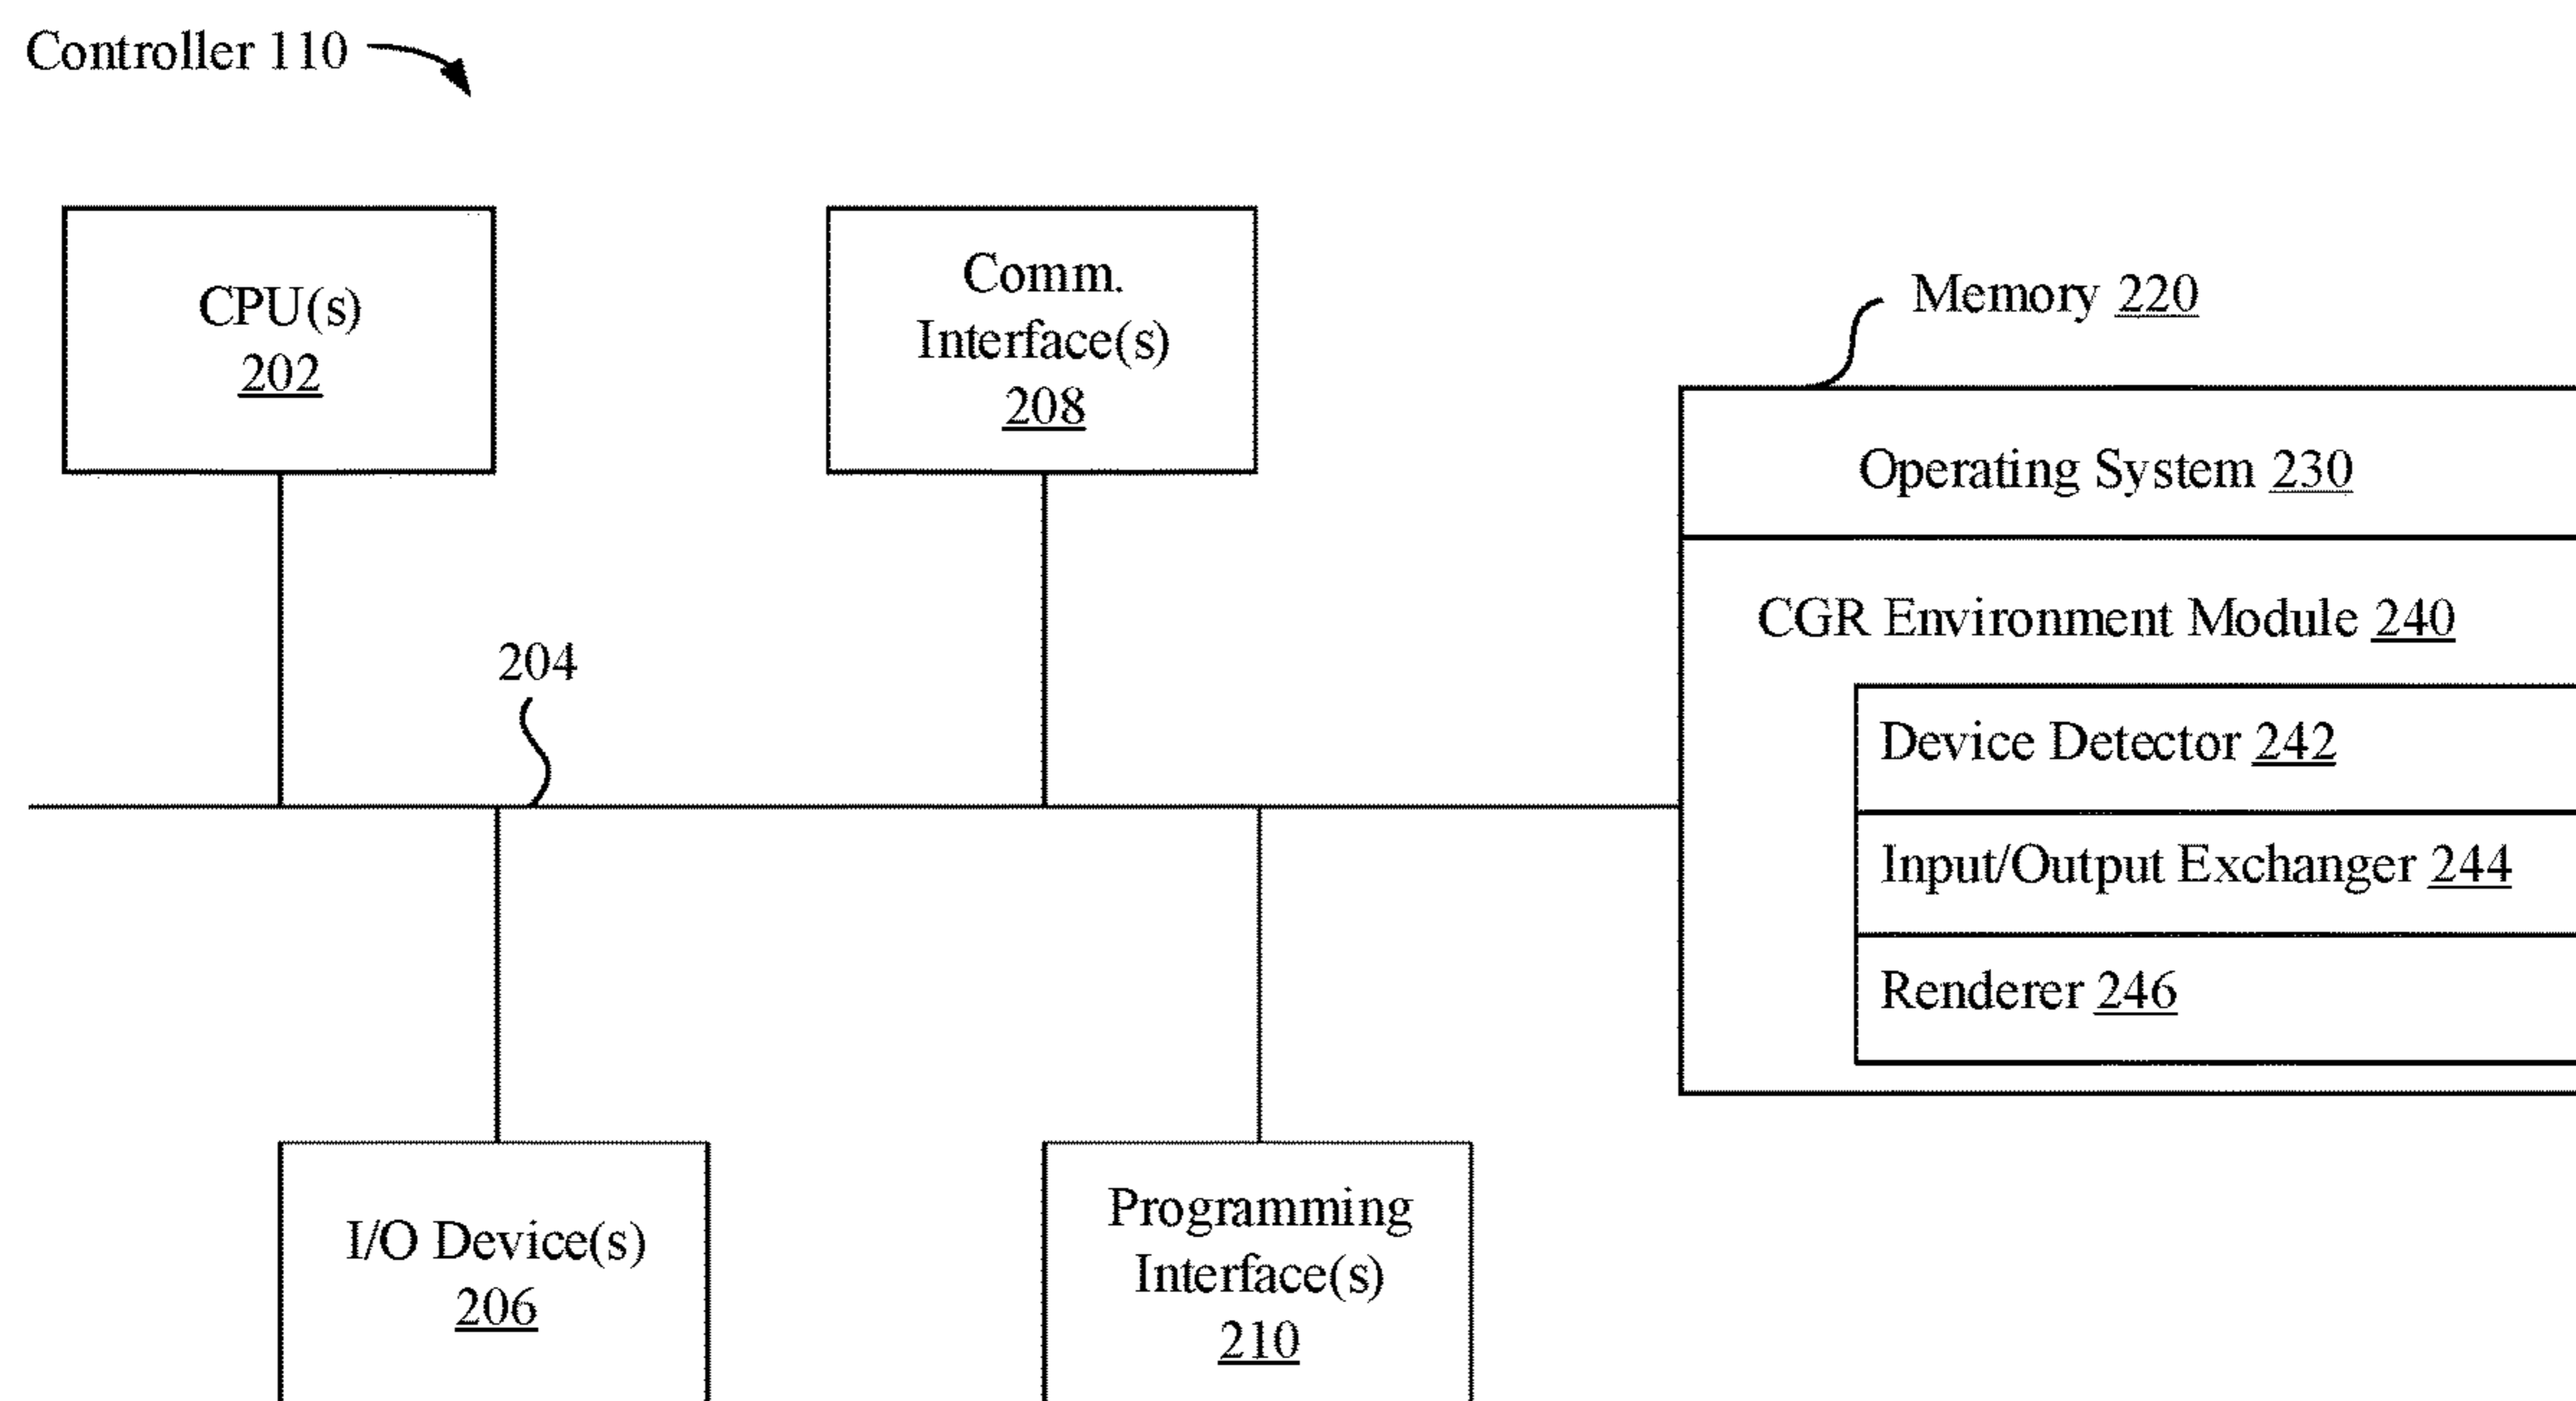 Controller 110
CPU(s)
202
Comm.
Interface(s)
208
Memory 220
Operating System 230
CGR Environment Module 240
204
Device Detector 242
Input/Output Exchanger 244
Renderer 246
I/O Device(s)
206
Programming
Interface(s)
210